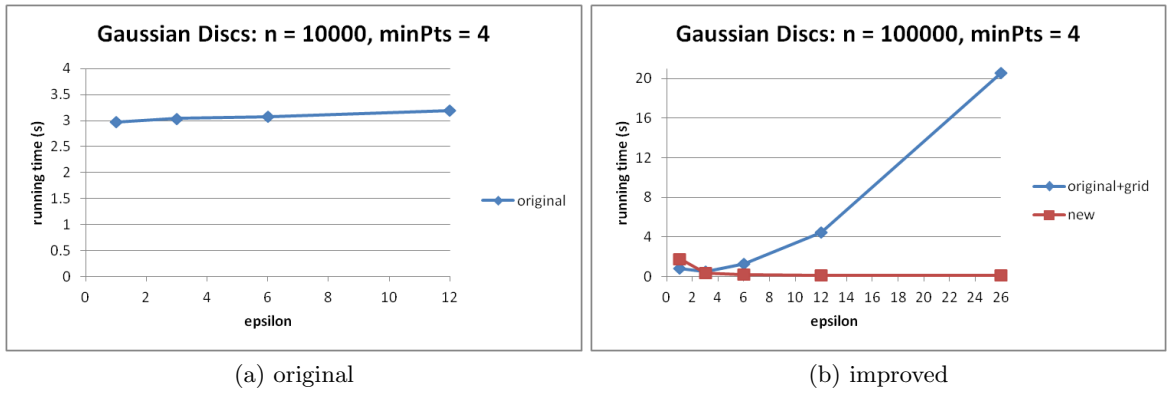 Gaussian Discs: n = 10000, minPts = 4
4
3.5
3
2.5
2
1.5
1
0.5
0
running time (s)
0 2 4 6 8 10 12
epsilon
original
(a) original
Gaussian Discs: n = 100000, minPts = 4
20
16
12
8
4
0
running time (s)
0 2 4 6 8 10 12 14 16 18 20 22 24 26
epsilon
original+grid
new
(b) improved